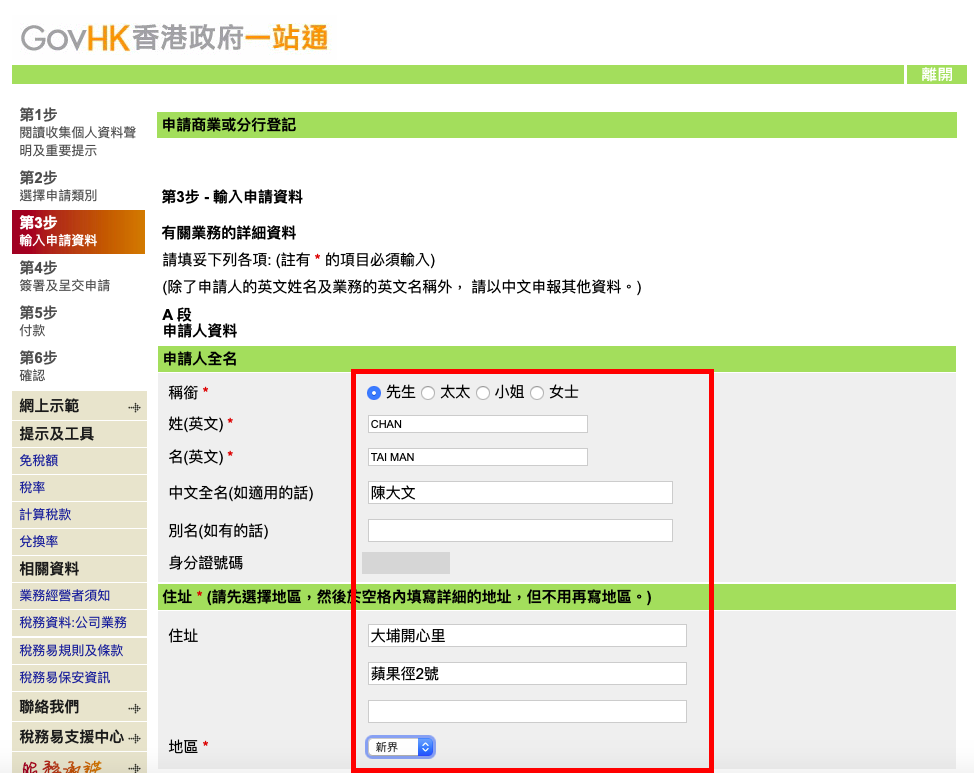 GovHK香港政府一站通
離開
第1步
閱讀收集個人資料聲
明及重要提示
第2步
選擇申請類別
第3步
輸入申請資料
第4步
簽署及呈交申請
第5步
付款
第6步
確認
網上示範
提示及工具
免稅額
稅率
計算稅款
兌換率
相關資料
業務經營者須知
稅務資料:公司業務
稅務易規則及條款
稅務易保安資訊
聯絡我們
稅務易支援中心
服務承諾
申請商業或分行登記
第3步 - 輸入申請資料
有關業務的詳細資料
請填妥下列各項: (註有 * 的項目必須輸入)
(除了申請人的英文姓名及業務的英文名稱外， 請以中文申報其他資料。)
A 段
申請人資料
申請人全名
稱銜 * 先生 太太 小姐 女士
姓(英文) * CHAN
名(英文) * TAI MAN
中文全名(如適用的話) 陳大文
別名(如有的話)
身分證號碼
住址 * (請先選擇地區，然後於空格內填寫詳細的地址，但不用再寫地區。)
住址 大埔開心里
蘋果徑2號
地區 * 新界